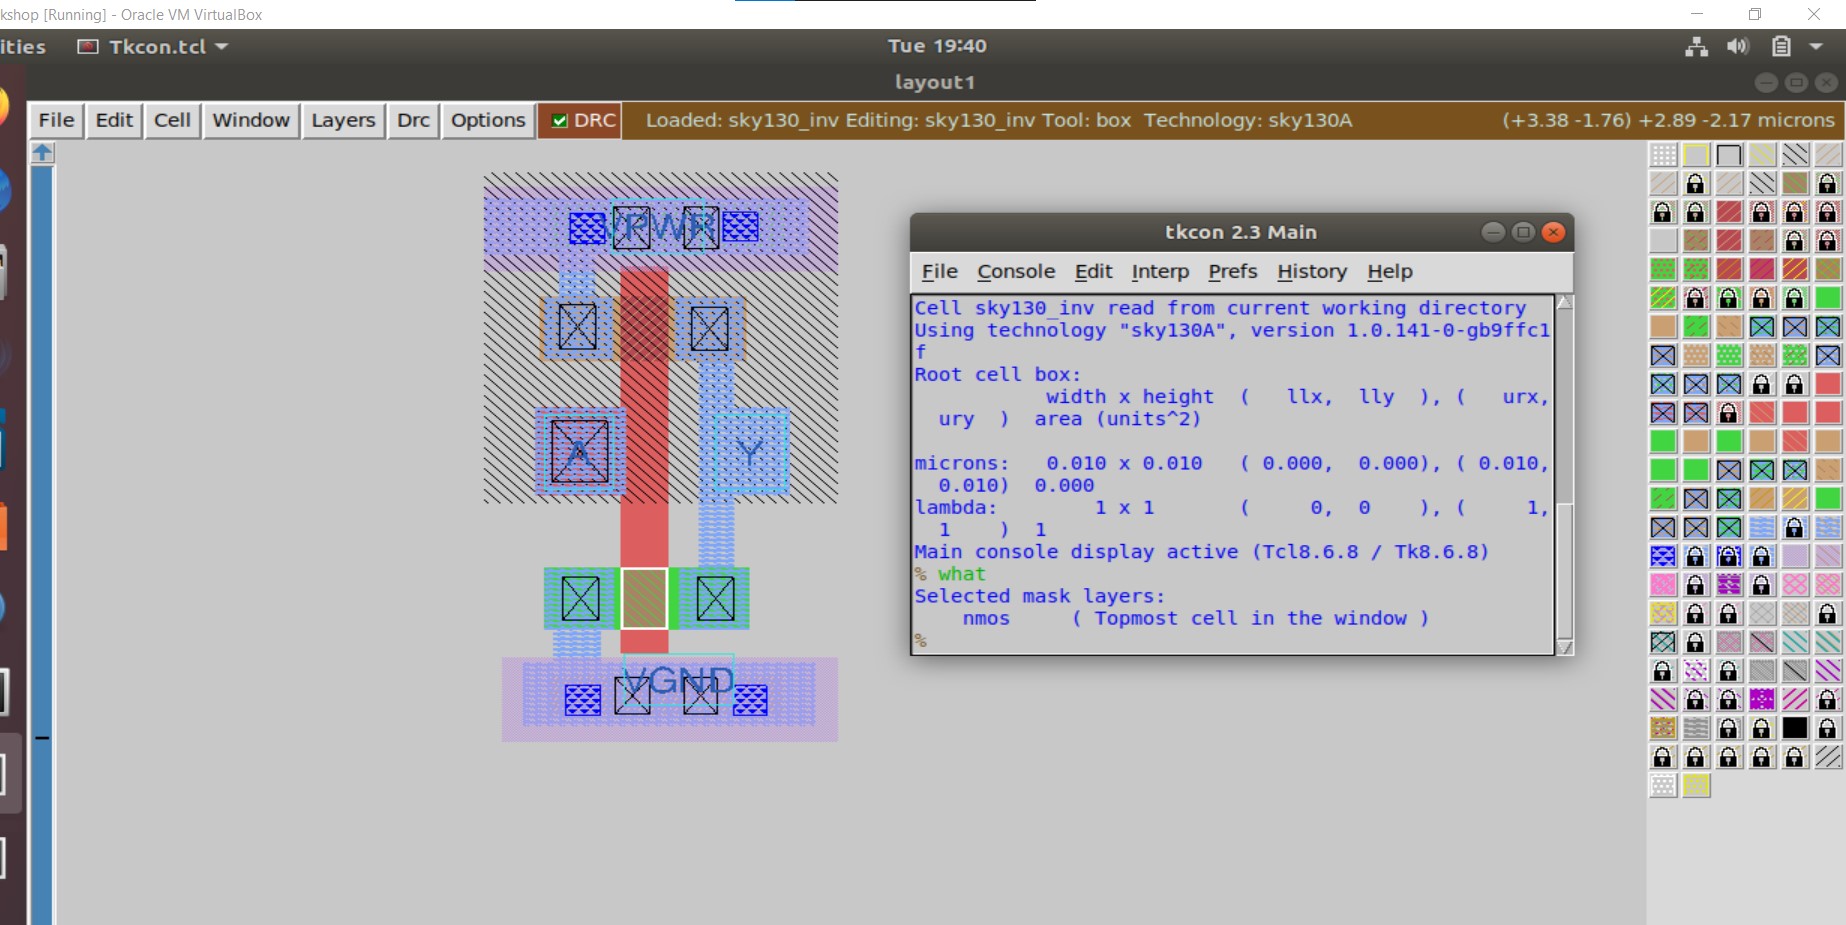 kshop [Running] - Oracle VM VirtualBox
ities Tkcon.tcl Tue 19:40
layout1
File Edit Cell Window Layers Drc Options DRC Loaded: sky130_inv Editing: sky130_inv Tool: box Technology: sky130A (+3.38 -1.76) +2.89 -2.17 microns
VPWR
A Y
VGND
tkcon 2.3 Main
File Console Edit Interp Prefs History Help
Cell sky130_inv read from current working directory
Using technology "sky130A", version 1.0.141-0-gb9ffc1
f
Root cell box:
width x height ( llx, lly ), ( urx,
ury ) area (units^2)
microns: 0.010 x 0.010 ( 0.000, 0.000), ( 0.010,
0.010) 0.000
lambda: 1 x 1 ( 0, 0 ), ( 1,
1 ) 1
Main console display active (Tcl8.6.8 / Tk8.6.8)
% what
Selected mask layers:
nmos ( Topmost cell in the window )
%